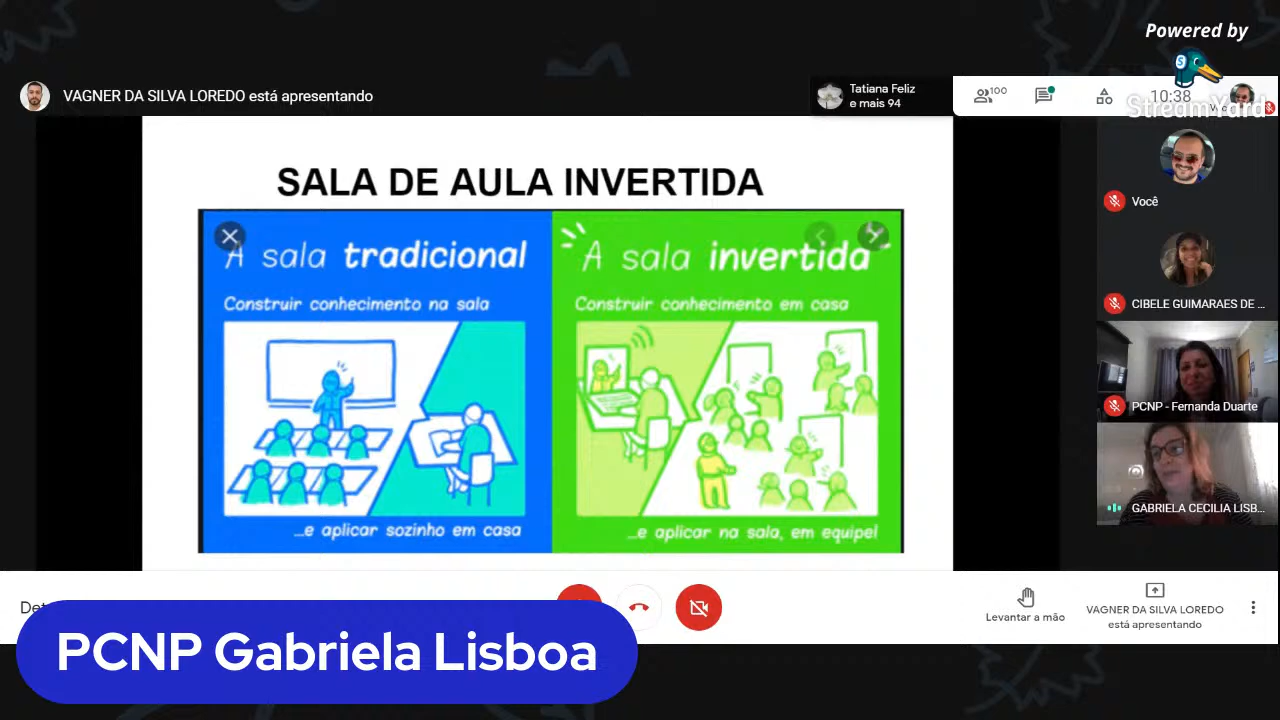 Powered by
StreamYard
VAGNER DA SILVA LOREDO está apresentando
Tatiana Feliz
e mais 94
100
10:38
SALA DE AULA INVERTIDA
A sala tradicional
Construir conhecimento na sala
...e aplicar sozinho em casa
A sala invertida
Construir conhecimento em casa
...e aplicar na sala, em equipe!
Você
CIBELE GUIMARAES DE ...
PCNP - Fernanda Duarte
GABRIELA CECILIA LISB...
Levantar a mão
VAGNER DA SILVA LOREDO
está apresentando
PCNP Gabriela Lisboa